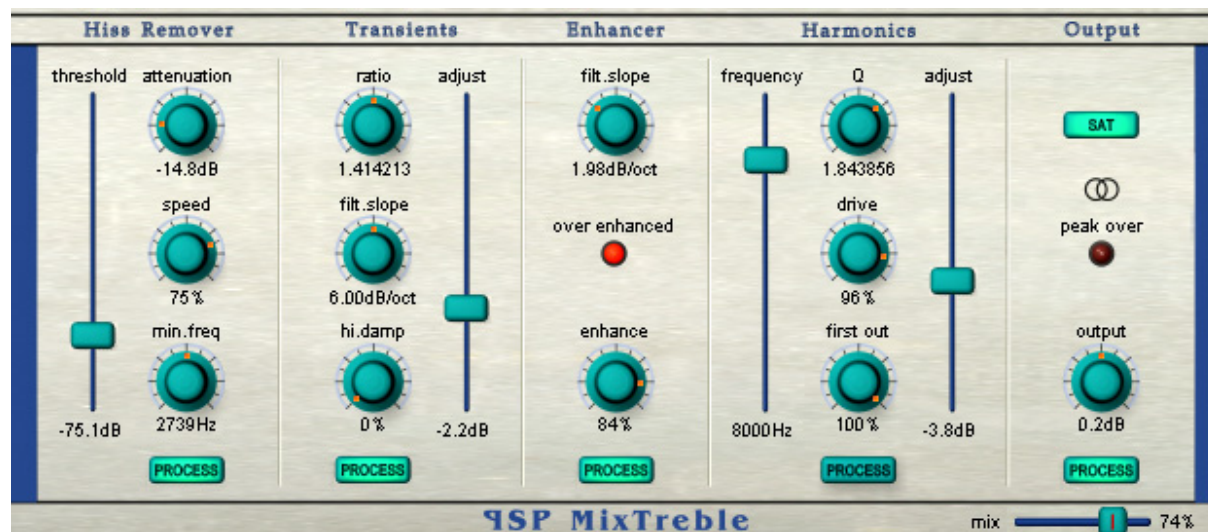 Hiss Remover Transients Enhancer Harmonics Output
threshold attenuation ratio adjust filt.slope frequency Q adjust
SAT
-14.8dB 1.414213 1.98dB/oct 1.843856
speed filt.slope over enhanced drive peak over
75% 6.00dB/oct 96%
min.freq hi.damp enhance first out output
-75.1dB 2739Hz 0% -2.2dB 84% 8000Hz 100% -3.8dB 0.2dB
PROCESS PROCESS PROCESS PROCESS PROCESS
PSP MixTreble
mix 74%